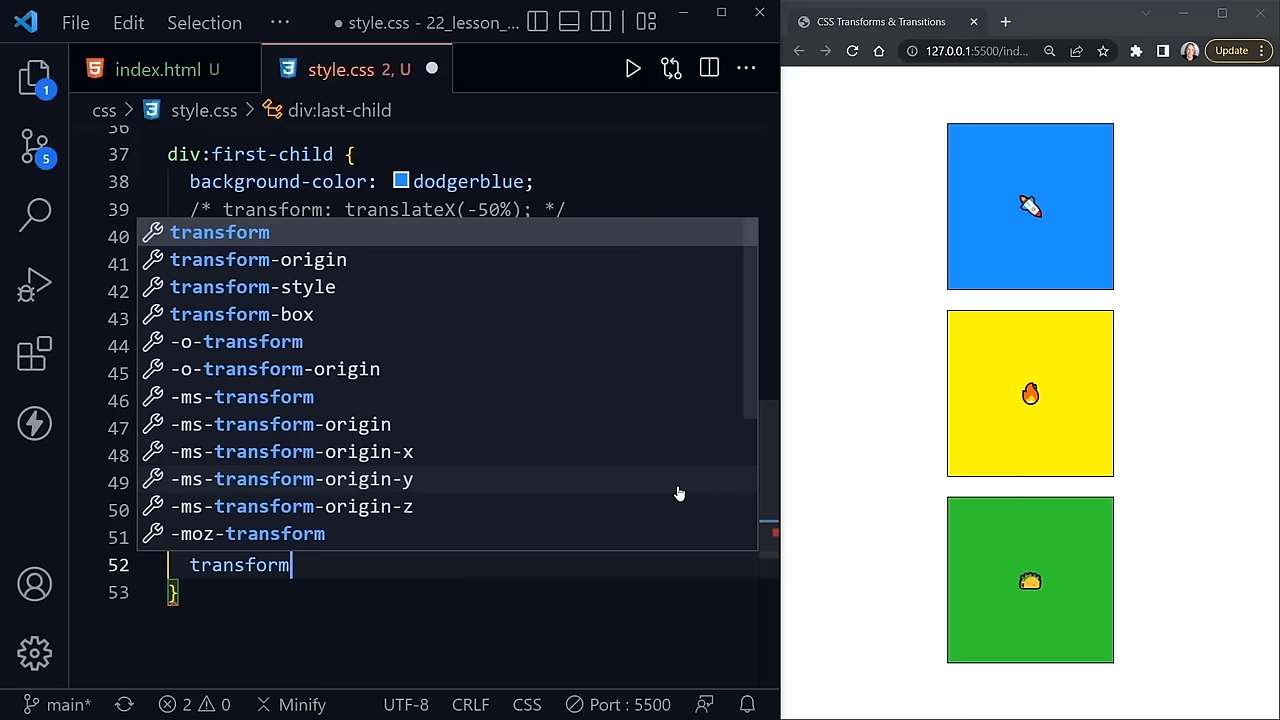 File Edit Selection ··· ● style.css - 22_lesson_...
index.html U style.css 2, U
css > style.css > div:last-child
36
37 div:first-child {
38 background-color: dodgerblue;
39 /* transform: translateX(-50%); */
40 transform
41 transform-origin
42 transform-style
43 transform-box
44 -o-transform
45 -o-transform-origin
46 -ms-transform
47 -ms-transform-origin
48 -ms-transform-origin-x
49 -ms-transform-origin-y
50 -ms-transform-origin-z
51 -moz-transform
52 transform
53 }
1
5
main* 2 0 Minify UTF-8 CRLF CSS Port : 5500
CSS Transforms & Transitions
127.0.0.1:5500/ind... Update